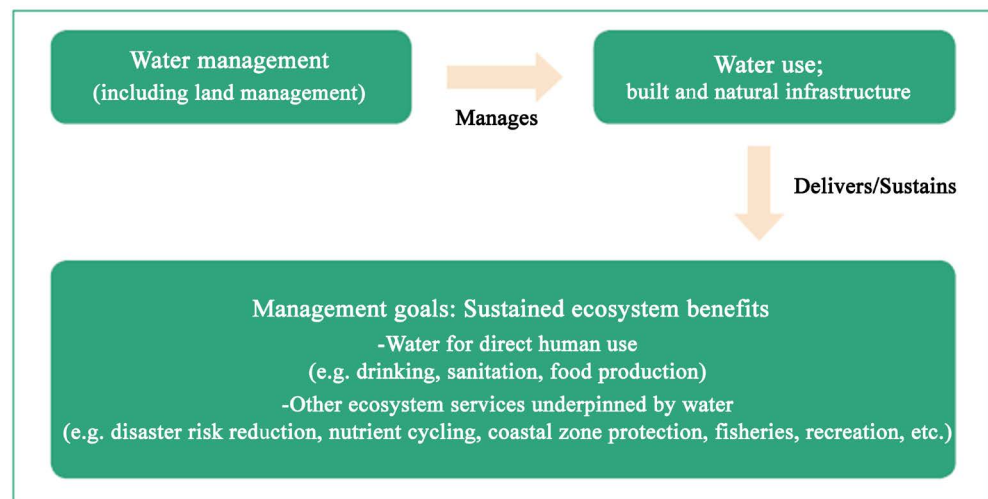 Water management
(including land management)
Manages
Water use;
built and natural infrastructure
Delivers/Sustains
Management goals: Sustained ecosystem benefits
-Water for direct human use
(e.g. drinking, sanitation, food production)
-Other ecosystem services underpinned by water
(e.g. disaster risk reduction, nutrient cycling, coastal zone protection, fisheries, recreation, etc.)